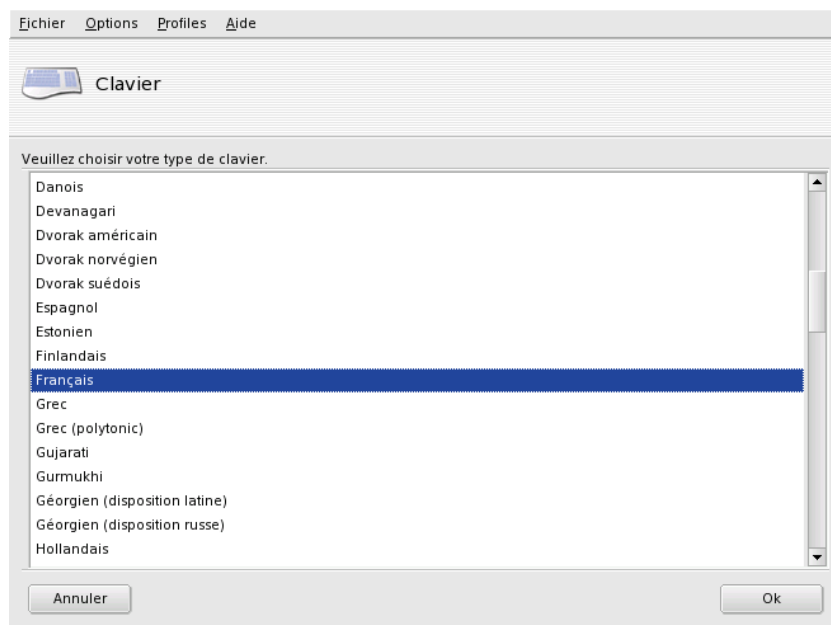 Fichier Options Profiles Aide
Clavier
Veuillez choisir votre type de clavier.
Danois
Devanagari
Dvorak américain
Dvorak norvégien
Dvorak suédois
Espagnol
Estonien
Finlandais
Français
Grec
Grec (polytonic)
Gujarati
Gurmukhi
Géorgien (disposition latine)
Géorgien (disposition russe)
Hollandais
Annuler Ok